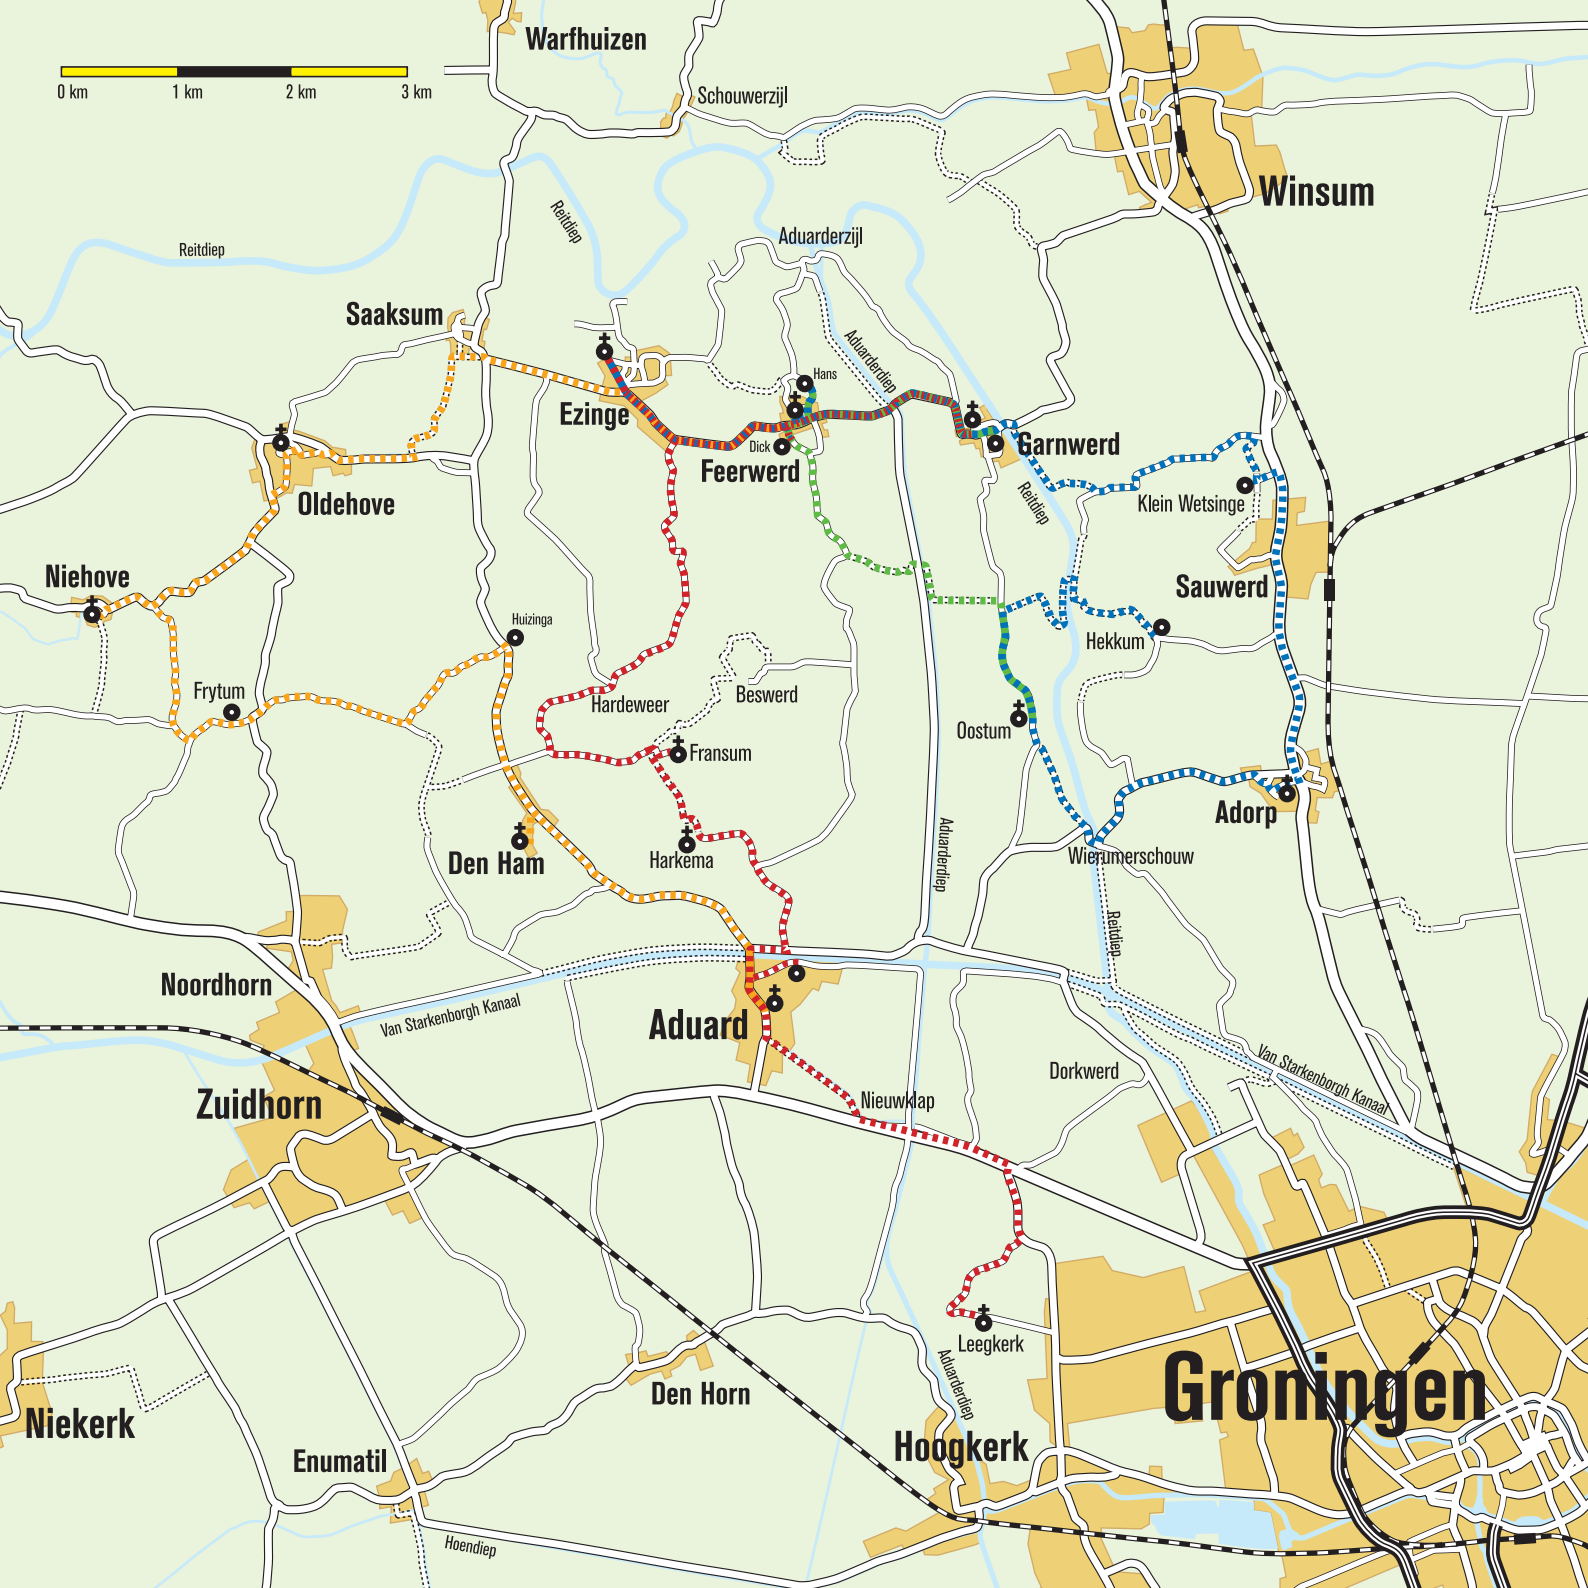 Warfhuizen
0 km
1 km
2 km
3 km
Schouwerzijl
Winsum
Reitdiep
Reitdiep
Aduarderzijl
Saaksum
Aduarderdiep
Hans
Ezinge
Dick
Feerwerd
Garnwerd
Oldehove
Reitdiep
Klein Wetsinge
Niehove
Sauwerd
Huizinga
Hekkum
Frytum
Hardeweer
Beswerd
Oostum
Fransum
Adorp
Den Ham
Harkema
Aduarderdiep
Wierumerschouw
Reitdiep
Noordhorn
Van Starkenborgh Kanaal
Aduard
Van Starkenborgh Kanaal
Dorkwerd
Zuidhorn
Nieuwklap
Leegkerk
Aduarderdiep
Groningen
Den Horn
Niekerk
Hoogkerk
Enumatil
Hoendiep